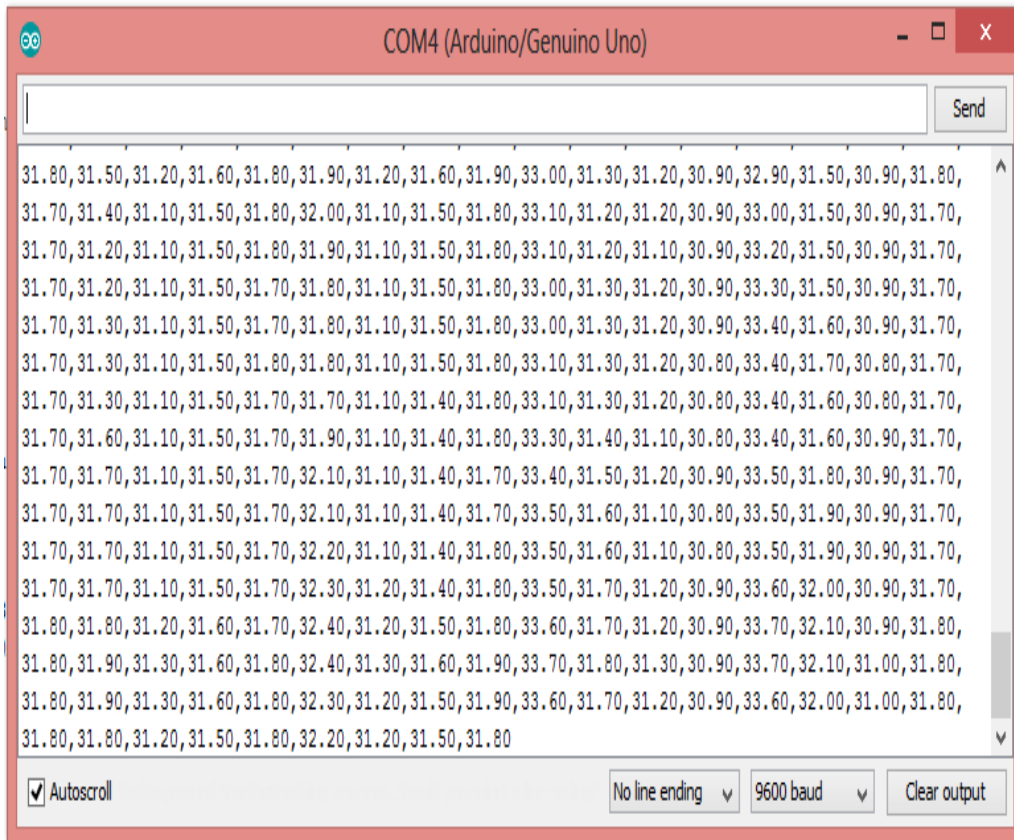 COM4 (Arduino/Genuino Uno)
X
Send
31.80,31.50,31.20,31.60,31.80,31.90,31.20,31.60,31.90,33.00,31.30,31.20,30.90,32.90,31.50,30.90,31.80,
31.70,31.40,31.10,31.50,31.80,32.00,31.10,31.50,31.80,33.10,31.20,31.20,30.90,33.00,31.50,30.90,31.70,
31.70,31.20,31.10,31.50,31.80,31.90,31.10,31.50,31.80,33.10,31.20,31.10,30.90,33.20,31.50,30.90,31.70,
31.70,31.20,31.10,31.50,31.70,31.80,31.10,31.50,31.80,33.00,31.30,31.20,30.90,33.30,31.50,30.90,31.70,
31.70,31.30,31.10,31.50,31.70,31.80,31.10,31.50,31.80,33.00,31.30,31.20,30.90,33.40,31.60,30.90,31.70,
31.70,31.30,31.10,31.50,31.80,31.80,31.10,31.50,31.80,33.10,31.30,31.20,30.80,33.40,31.70,30.80,31.70,
31.70,31.30,31.10,31.50,31.70,31.70,31.10,31.40,31.80,33.10,31.30,31.20,30.80,33.40,31.60,30.80,31.70,
31.70,31.60,31.10,31.50,31.70,31.90,31.10,31.40,31.80,33.30,31.40,31.10,30.80,33.40,31.60,30.90,31.70,
31.70,31.70,31.10,31.50,31.70,32.10,31.10,31.40,31.70,33.40,31.50,31.20,30.90,33.50,31.80,30.90,31.70,
31.70,31.70,31.10,31.50,31.70,32.10,31.10,31.40,31.70,33.50,31.60,31.10,30.80,33.50,31.90,30.90,31.70,
31.70,31.70,31.10,31.50,31.70,32.20,31.10,31.40,31.80,33.50,31.60,31.10,30.80,33.50,31.90,30.90,31.70,
31.70,31.70,31.10,31.50,31.70,32.30,31.20,31.40,31.80,33.50,31.70,31.20,30.90,33.60,32.00,30.90,31.70,
31.80,31.80,31.20,31.60,31.70,32.40,31.20,31.50,31.80,33.60,31.70,31.20,30.90,33.70,32.10,30.90,31.80,
31.80,31.90,31.30,31.60,31.80,32.40,31.30,31.60,31.90,33.70,31.80,31.30,30.90,33.70,32.10,31.00,31.80,
31.80,31.90,31.30,31.60,31.80,32.30,31.20,31.50,31.90,33.60,31.70,31.20,30.90,33.60,32.00,31.00,31.80,
31.80,31.80,31.20,31.50,31.80,32.20,31.20,31.50,31.80
Autoscroll
No line ending
9600 baud
Clear output